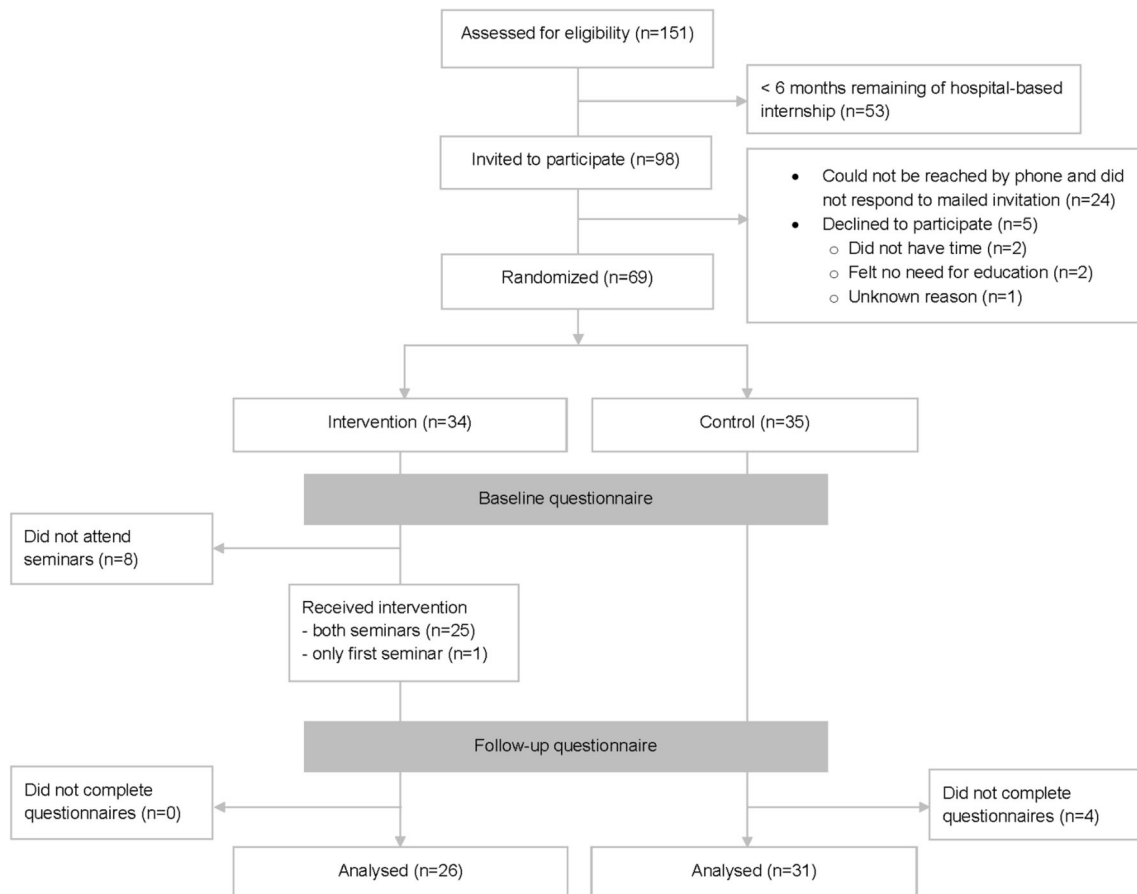 Assessed for eligibility (n=151)
< 6 months remaining of hospital-based
internship (n=53)
Invited to participate (n=98)
• Could not be reached by phone and did
not respond to mailed invitation (n=24)
• Declined to participate (n=5)
○ Did not have time (n=2)
○ Felt no need for education (n=2)
○ Unknown reason (n=1)
Randomized (n=69)
Intervention (n=34)
Control (n=35)
Baseline questionnaire
Did not attend
seminars (n=8)
Received intervention
- both seminars (n=25)
- only first seminar (n=1)
Follow-up questionnaire
Did not complete
questionnaires (n=0)
Did not complete
questionnaires (n=4)
Analysed (n=26)
Analysed (n=31)